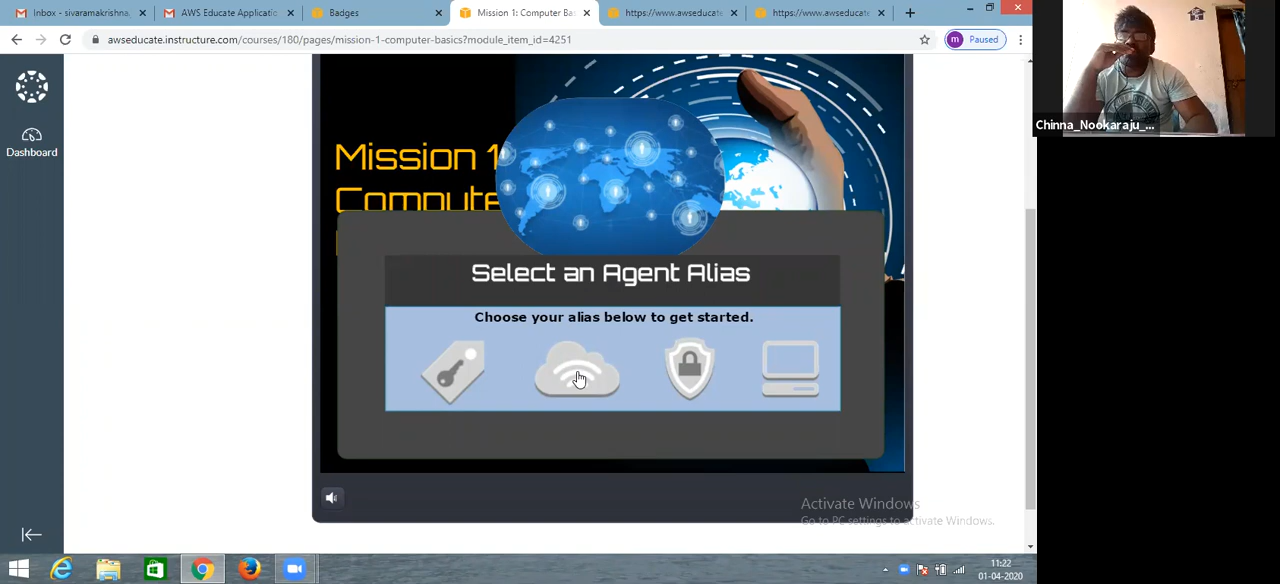 Inbox - sivaramakrishna
AWS Educate Applicatio
Badges
Mission 1: Computer Bas
https://www.awseducate
https://www.awseducate
awseducate.instructure.com/courses/180/pages/mission-1-computer-basics?module_item_id=4251
m
Paused
Dashboard
Mission 1
Compute
Select an Agent Alias
Choose your alias below to get started.
Chinna_Nookaraju_...
Activate Windows
Go to PC settings to activate Windows.
11:22
01-04-2020